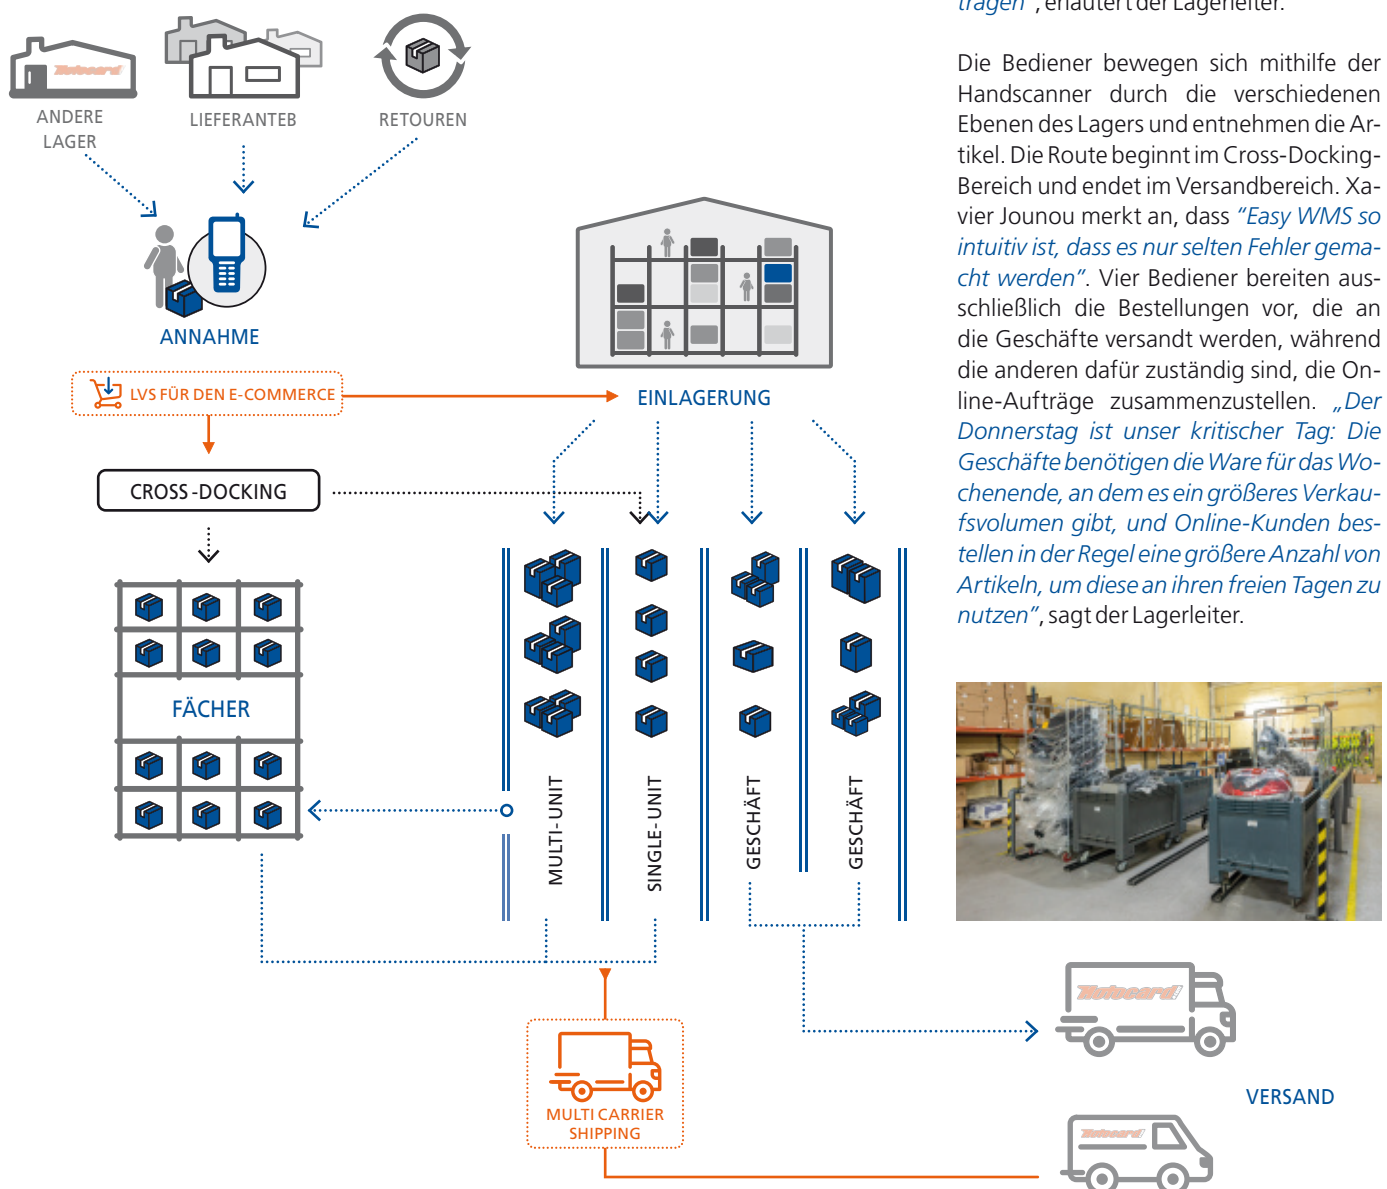 Motocard
ANDERE
LAGER
LIEFERANTEB
RETOUREN
ANNAHME
LVS FÜR DEN E-COMMERCE
EINLAGERUNG
CROSS-DOCKING
FÄCHER
MULTI-UNIT
SINGLE-UNIT
GESCHÄFT
GESCHÄFT
MULTI CARRIER
SHIPPING
Motocard
VERSAND
Motocard
tragen”, erläutert der Lagerleiter.
Die Bediener bewegen sich mithilfe der
Handscanner durch die verschiedenen
Ebenen des Lagers und entnehmen die Ar-
tikel. Die Route beginnt im Cross-Docking-
Bereich und endet im Versandbereich. Xa-
vier Jounou merkt an, dass “Easy WMS so
intuitiv ist, dass es nur selten Fehler gema-
cht werden”. Vier Bediener bereiten aus-
schließlich die Bestellungen vor, die an
die Geschäfte versandt werden, während
die anderen dafür zuständig sind, die On-
line-Aufträge zusammenzustellen. „Der
Donnerstag ist unser kritischer Tag: Die
Geschäfte benötigen die Ware für das Wo-
chenende, an dem es ein größeres Verkau-
fsvolumen gibt, und Online-Kunden bes-
tellen in der Regel eine größere Anzahl von
Artikeln, um diese an ihren freien Tagen zu
nutzen”, sagt der Lagerleiter.